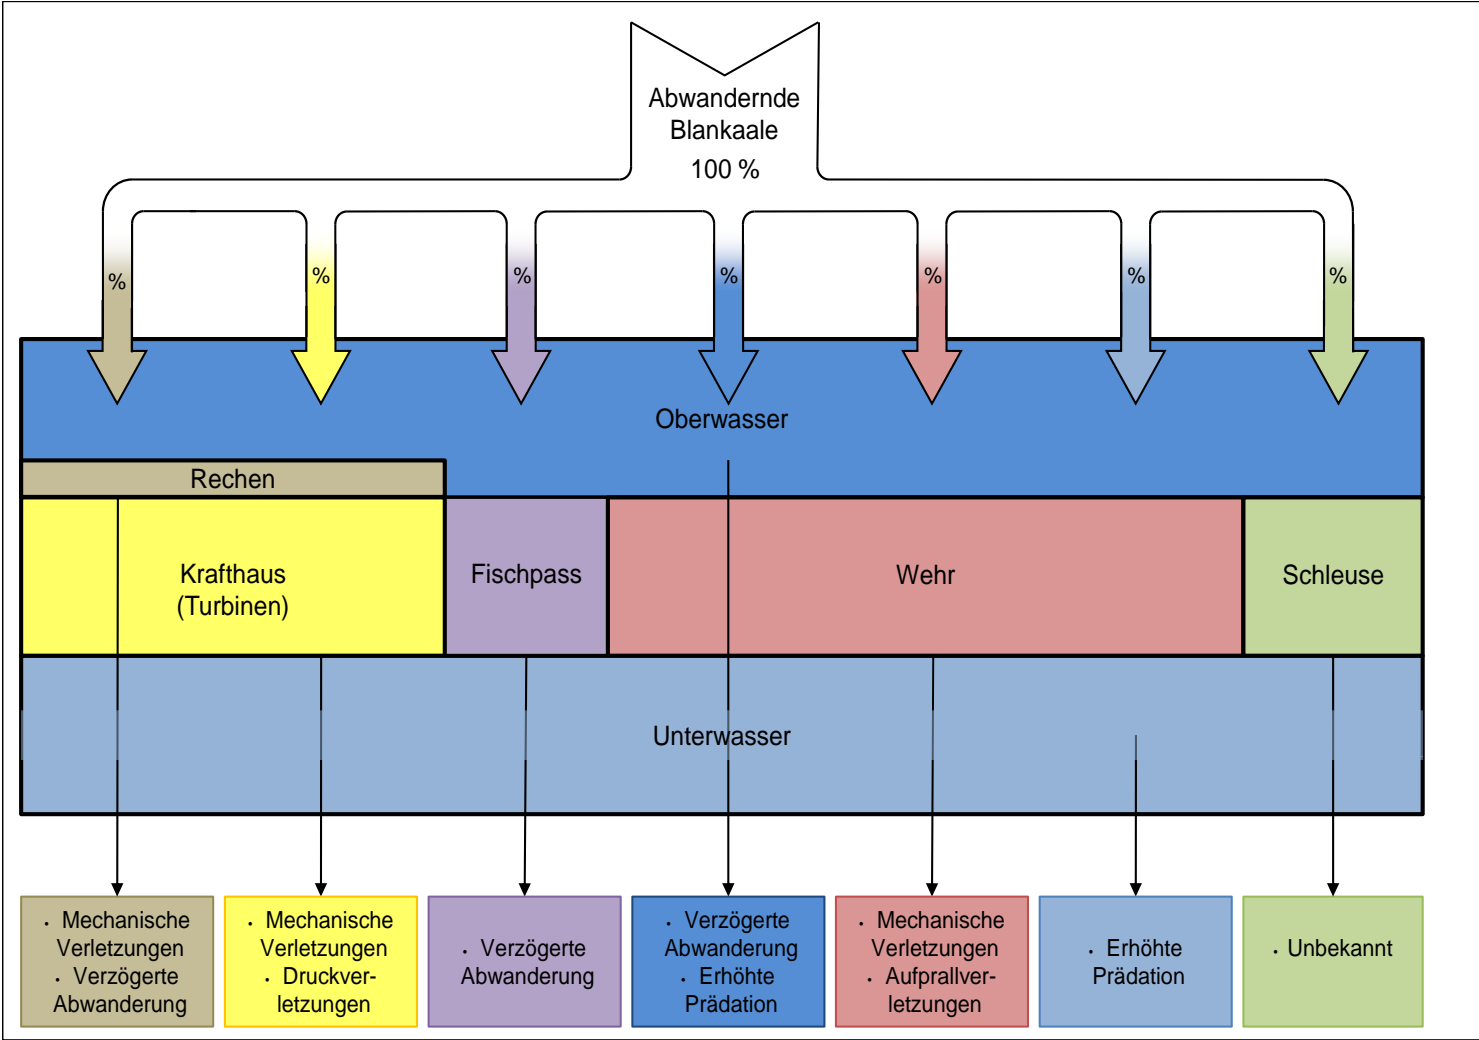 Abwandernde
Blankaale
100 %
% % % % % % %
Oberwasser
Rechen
Krafthaus
(Turbinen)
Fischpass
Wehr
Schleuse
Unterwasser
· Mechanische
Verletzungen
· Verzögerte
Abwanderung
· Mechanische
Verletzungen
· Druckver-
letzungen
· Verzögerte
Abwanderung
· Verzögerte
Abwanderung
· Erhöhte
Prädation
· Mechanische
Verletzungen
· Aufprallver-
letzungen
· Erhöhte
Prädation
· Unbekannt